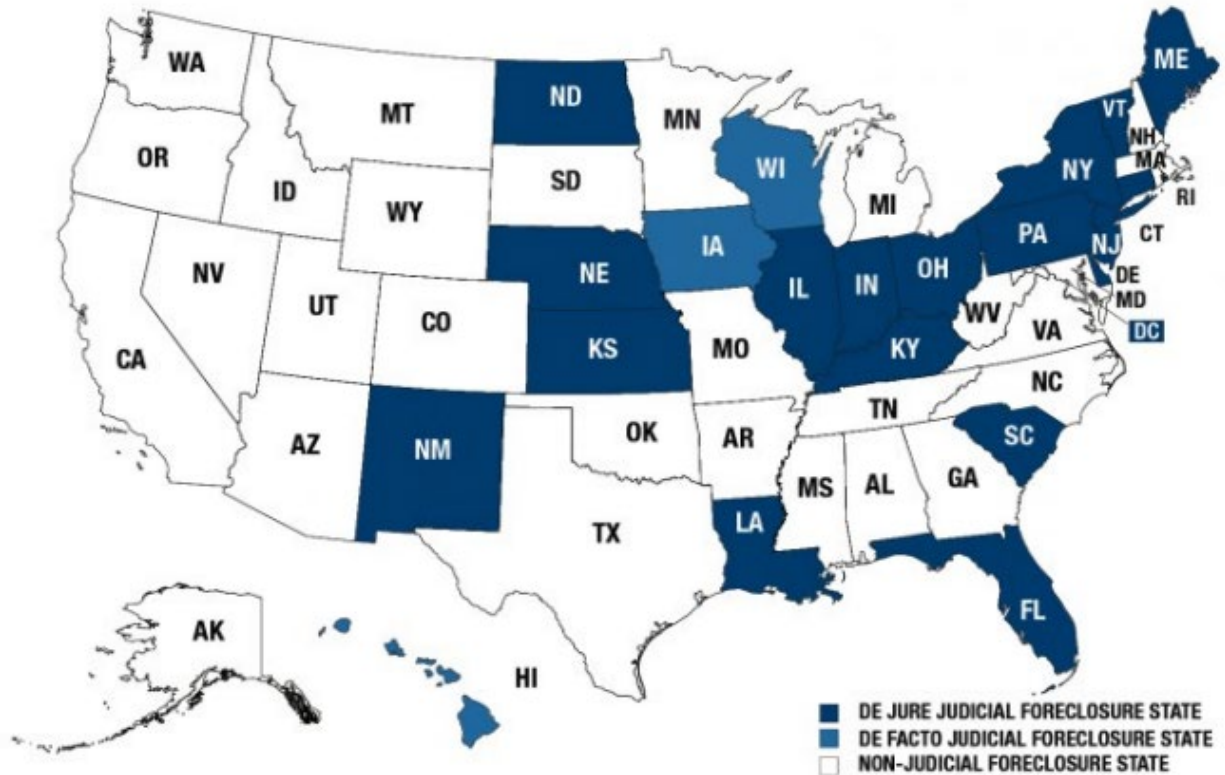 WA
MT
ND
MN
ME
VT
NH
OR
ID
SD
WI
MA
NY
RI
WY
MI
CT
NV
UT
NE
IA
PA
NJ
IL
IN
OH
DE
MD
CO
WV
DC
CA
KS
MO
KY
VA
NC
AZ
NM
OK
AR
TN
SC
MS
AL
GA
TX
LA
FL
AK
HI
DE JURE JUDICIAL FORECLOSURE STATE
DE FACTO JUDICIAL FORECLOSURE STATE
NON-JUDICIAL FORECLOSURE STATE